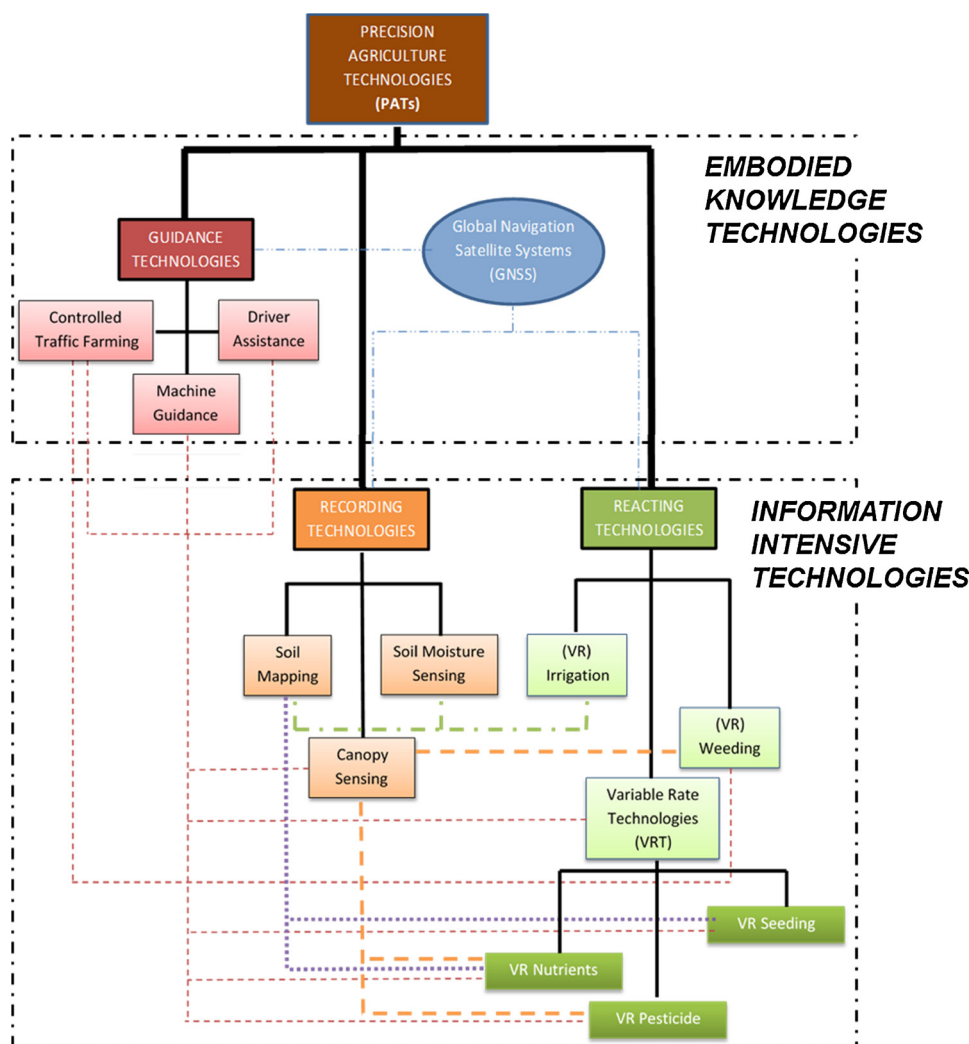 PRECISION
AGRICULTURE
TECHNOLOGIES
(PATs)
EMBODIED
KNOWLEDGE
TECHNOLOGIES
GUIDANCE
TECHNOLOGIES
Global Navigation
Satellite Systems
(GNSS)
Controlled
Traffic Farming
Driver
Assistance
Machine
Guidance
RECORDING
TECHNOLOGIES
REACTING
TECHNOLOGIES
INFORMATION
INTENSIVE
TECHNOLOGIES
Soil
Mapping
Soil Moisture
Sensing
(VR)
Irrigation
(VR)
Weeding
Canopy
Sensing
Variable Rate
Technologies
(VRT)
VR Seeding
VR Nutrients
VR Pesticide